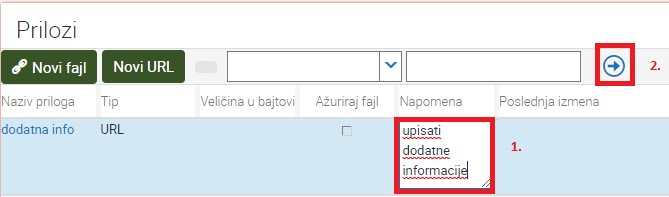 Prilozi
Novi fajl Novi URL 2.
Naziv priloga Tip Veličina u bajtovi Ažuriraj fajl Napomena Poslednja izmena
dodatna info URL upisati
dodatne 1.
informacije